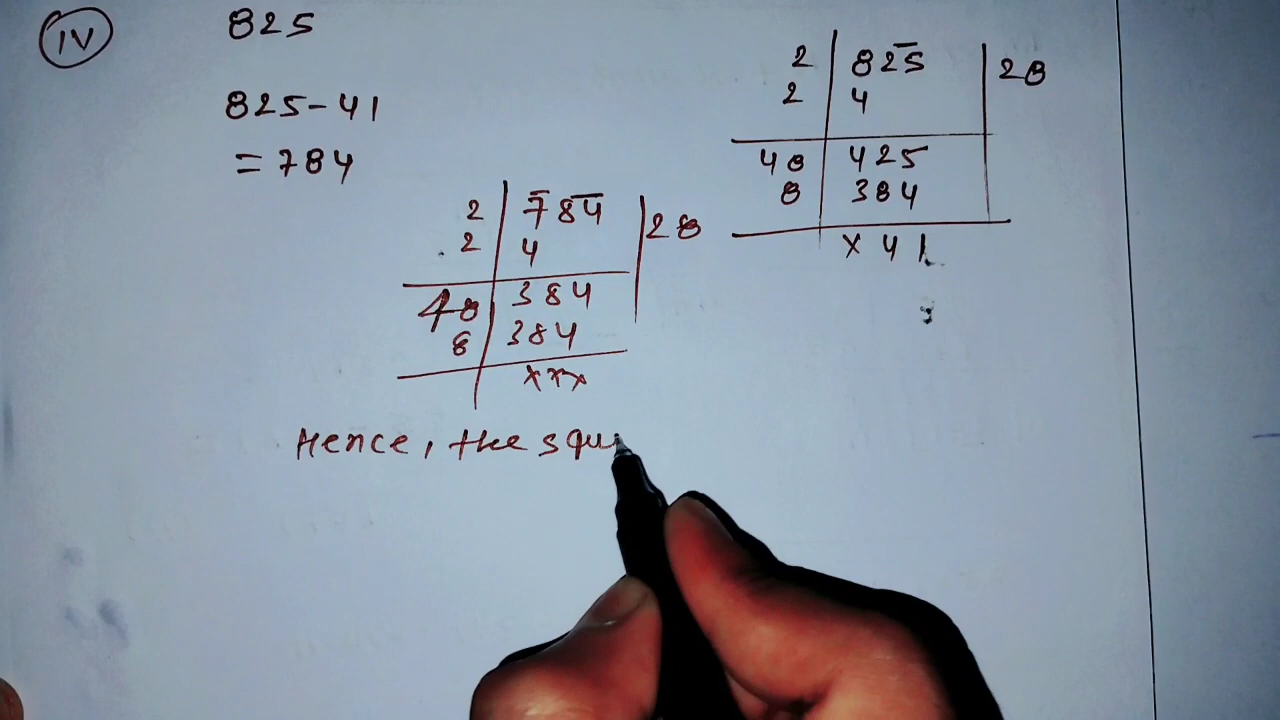 IV 825
825-41
=784
2 825 28
2 4
48 425
8 384
x 41
2 784 28
2 4
48 384
8 384
xxx
Hence, the squ